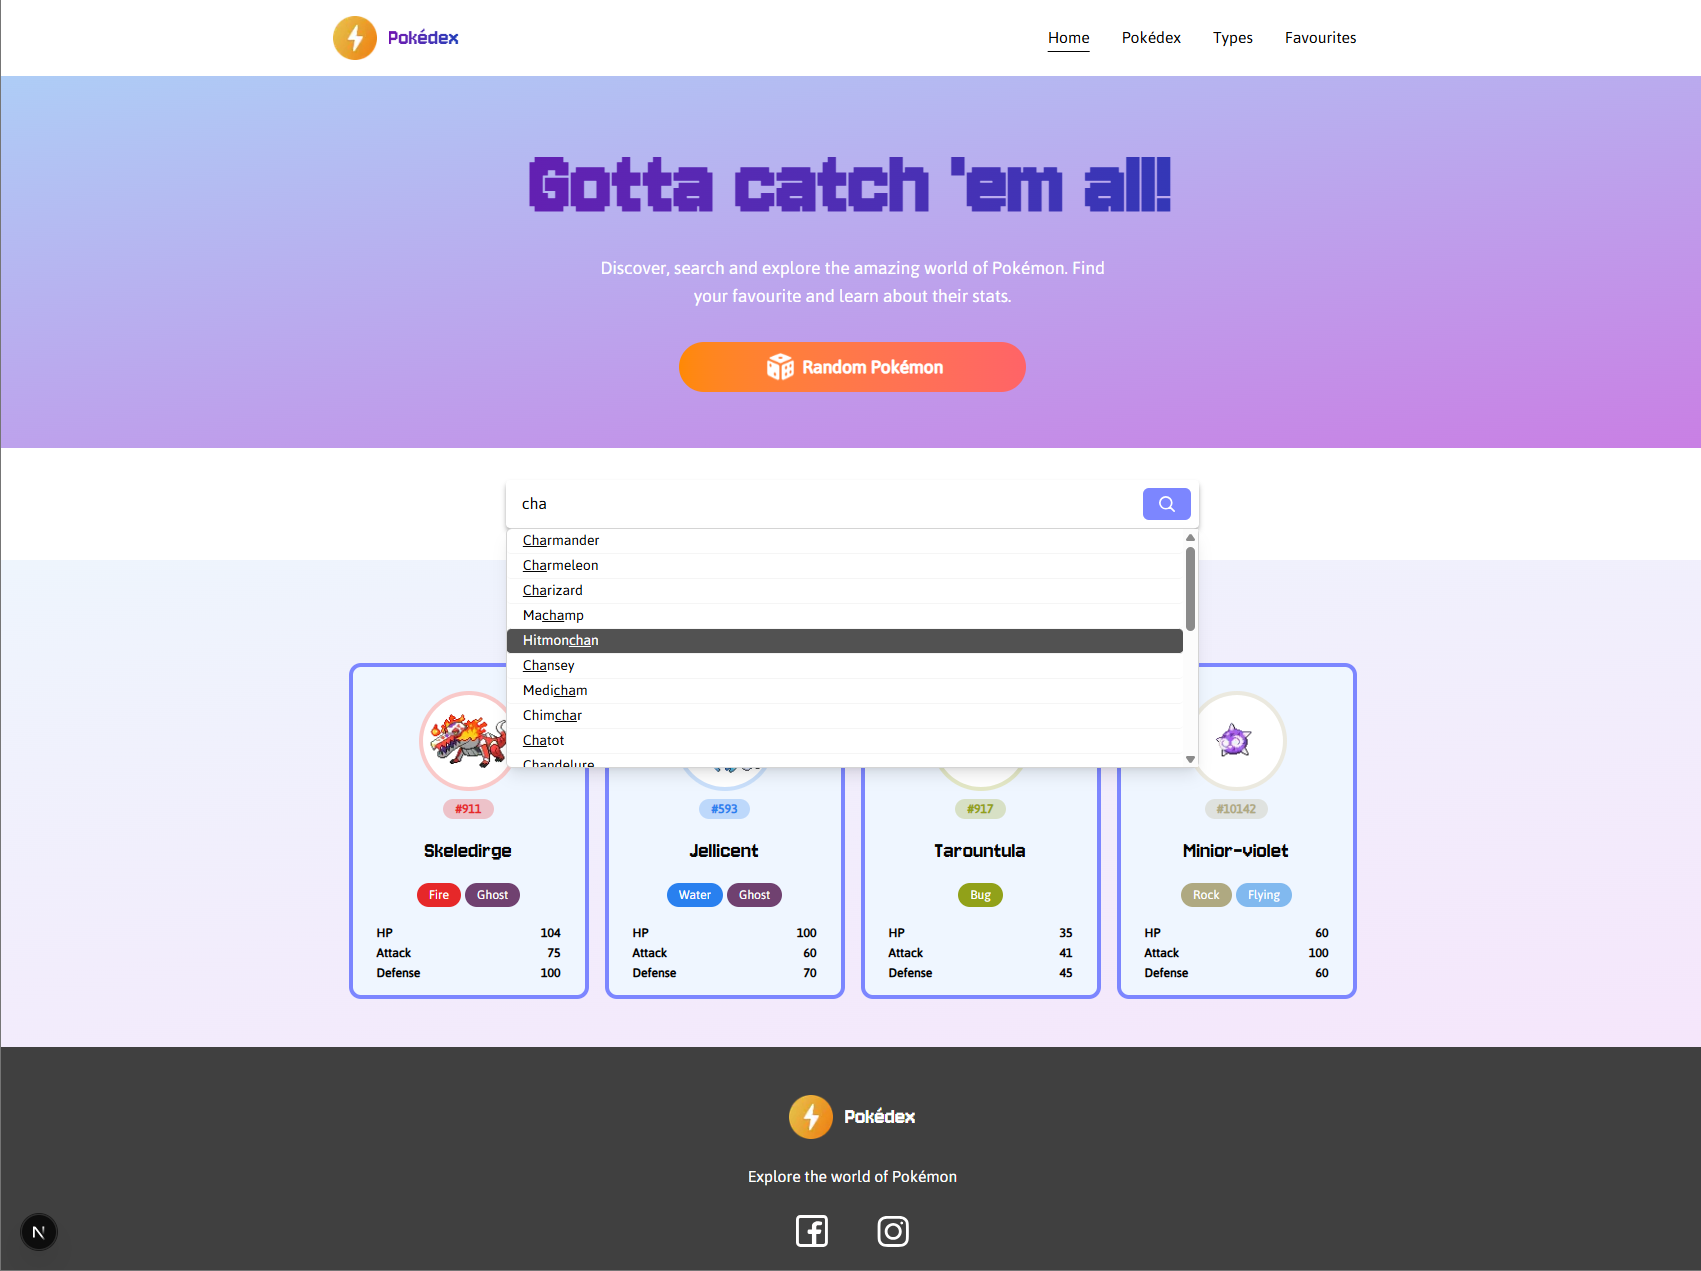 Pokédex
Home Pokédex Types Favourites
Gotta catch 'em all!
Discover, search and explore the amazing world of Pokémon. Find
your favourite and learn about their stats.
Random Pokémon
cha
Charmander
Charmeleon
Charizard
Machamp
Hitmonchan
Chansey
Medicham
Chimchar
Chatot
Chandelure
#911
Skeledirge
Fire Ghost
HP 104
Attack 75
Defense 100
#593
Jellicent
Water Ghost
HP 100
Attack 60
Defense 70
#917
Tarountula
Bug
HP 35
Attack 41
Defense 45
#10142
Minior-violet
Rock Flying
HP 60
Attack 100
Defense 60
Pokédex
Explore the world of Pokémon
N